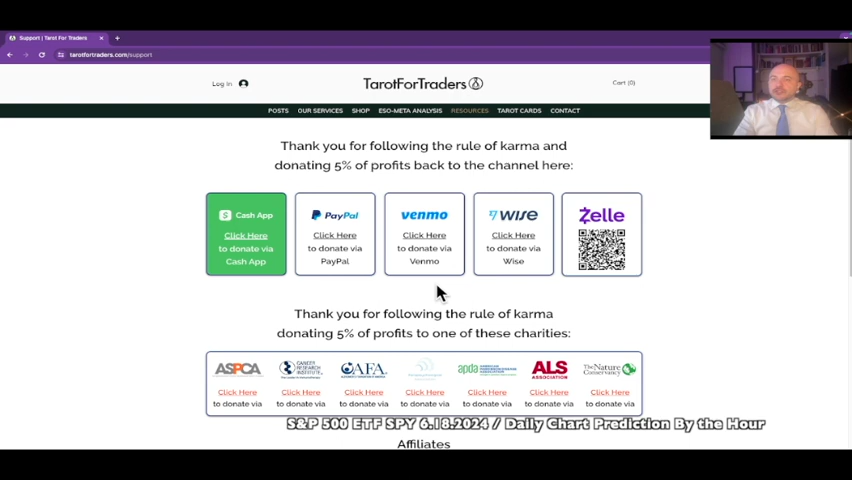 Support | Tarot For Traders
tarotfortraders.com/support
Log In
TarotForTraders
Cart (0)
POSTS OUR SERVICES SHOP ESO-META ANALYSIS RESOURCES TAROT CARDS CONTACT
Thank you for following the rule of karma and
donating 5% of profits back to the channel here:
Cash App PayPal venmo WISE Zelle
Click Here Click Here Click Here Click Here
to donate via to donate via to donate via to donate via
Cash App PayPal Venmo Wise
Thank you for following the rule of karma
donating 5% of profits to one of these charities:
ASPCA CANCER RESEARCH INSTITUTE AFA apda ALS ASSOCIATION The Nature Conservancy
Click Here Click Here Click Here Click Here Click Here Click Here Click Here
to donate via to donate via to donate via to donate via to donate via to donate via to donate via
S&P 500 ETF SPY 6.18.2024 / Daily Chart Prediction By the Hour
Affiliates